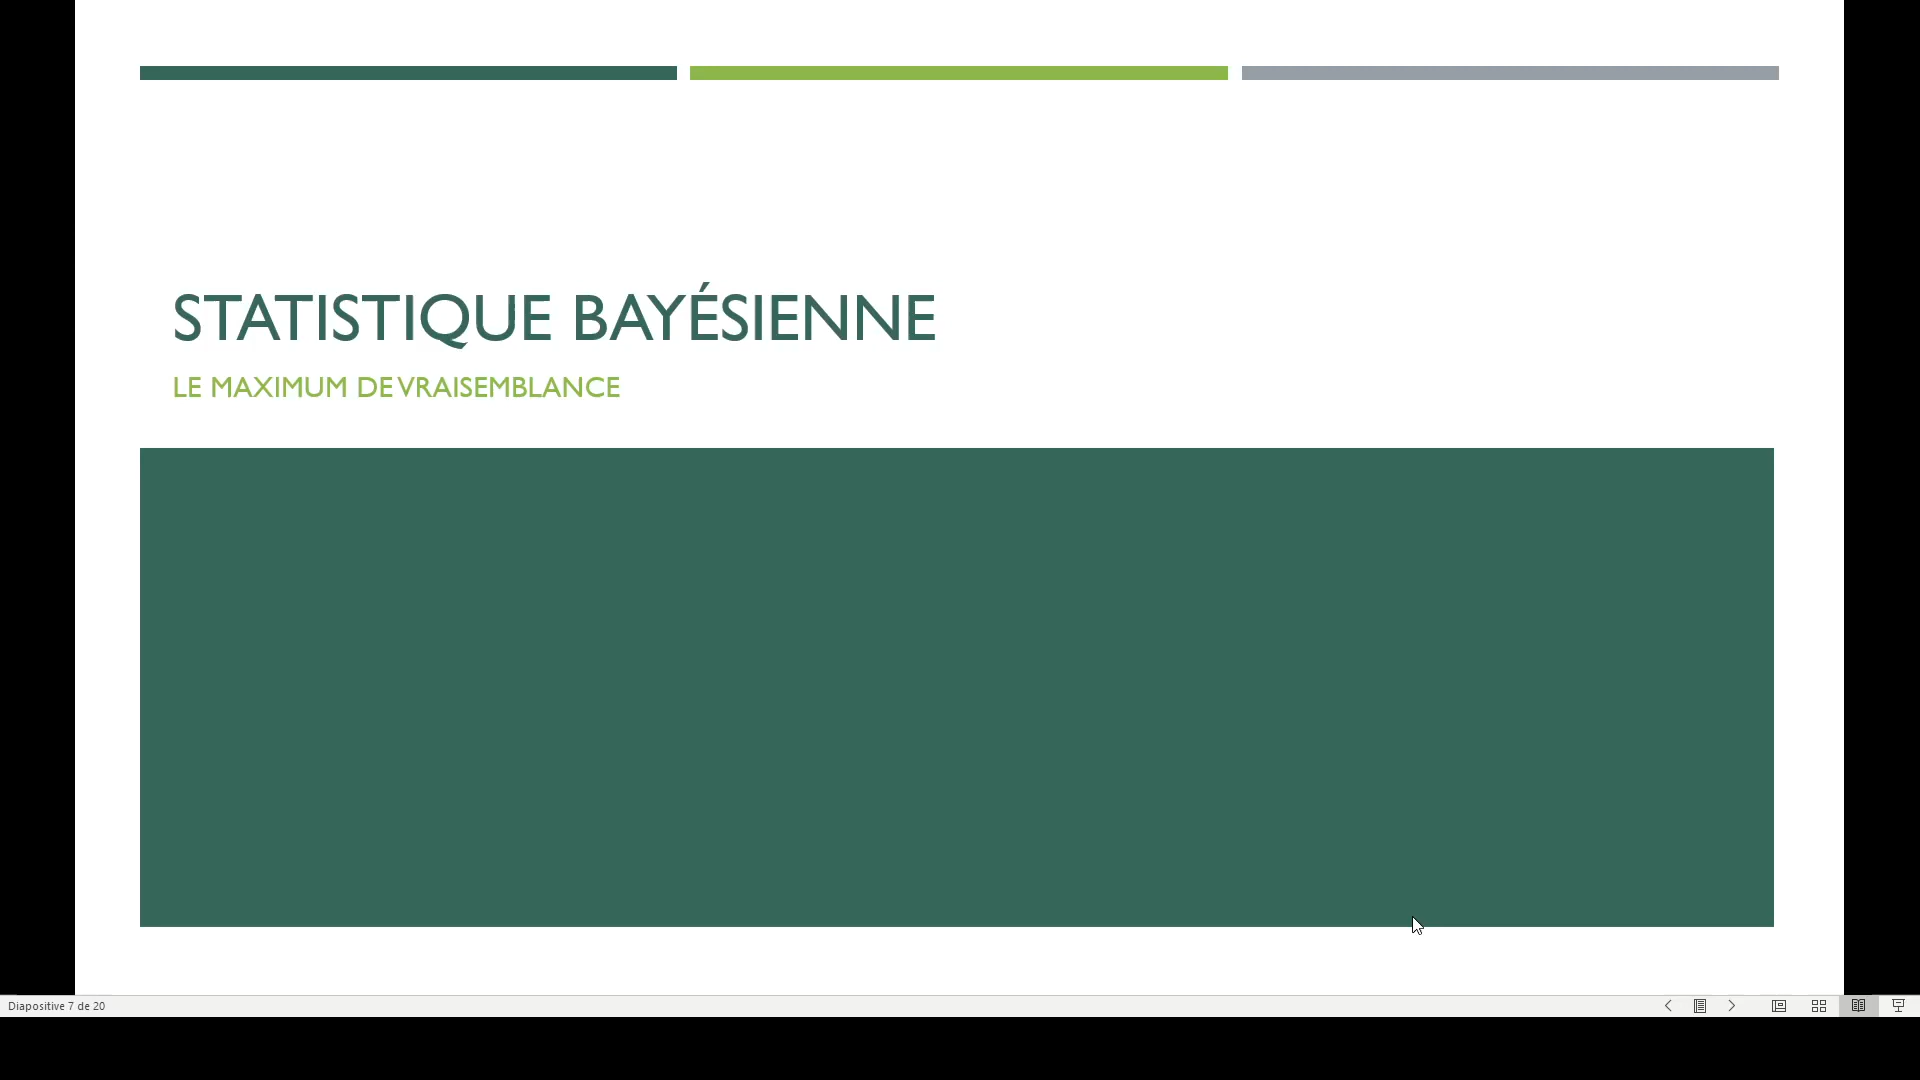 STATISTIQUE BAYÉSIENNE
LE MAXIMUM DE VRAISEMBLANCE
Diapositive 7 de 20